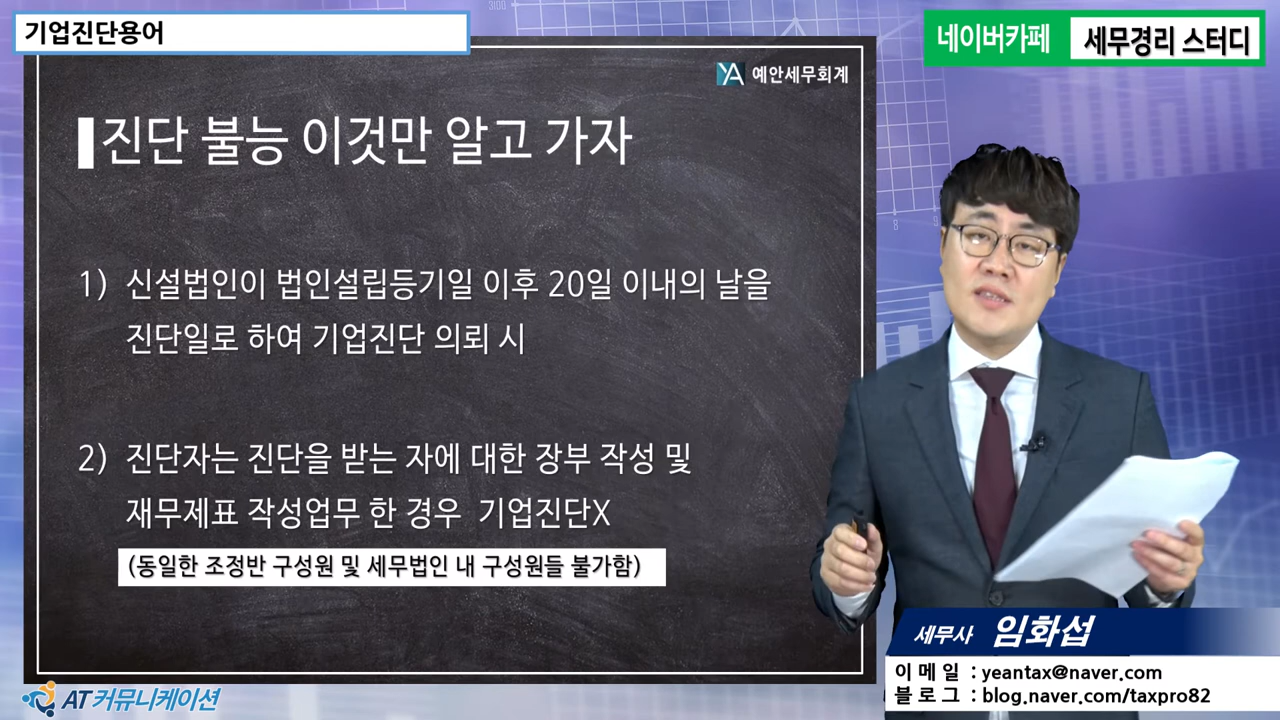 기업진단용어
네이버카페 세무경리 스터디
YA 예안세무회계
진단 불능 이것만 알고 가자
1) 신설법인이 법인설립등기일 이후 20일 이내의 날을
진단일로 하여 기업진단 의뢰 시
2) 진단자는 진단을 받는 자에 대한 장부 작성 및
재무제표 작성업무 한 경우 기업진단X
(동일한 조정반 구성원 및 세무법인 내 구성원들 불가함)
세무사 임화섭
이 메 일 : yeantax@naver.com
블 로 그 : blog.naver.com/taxpro82
AT커뮤니케이션
8
9